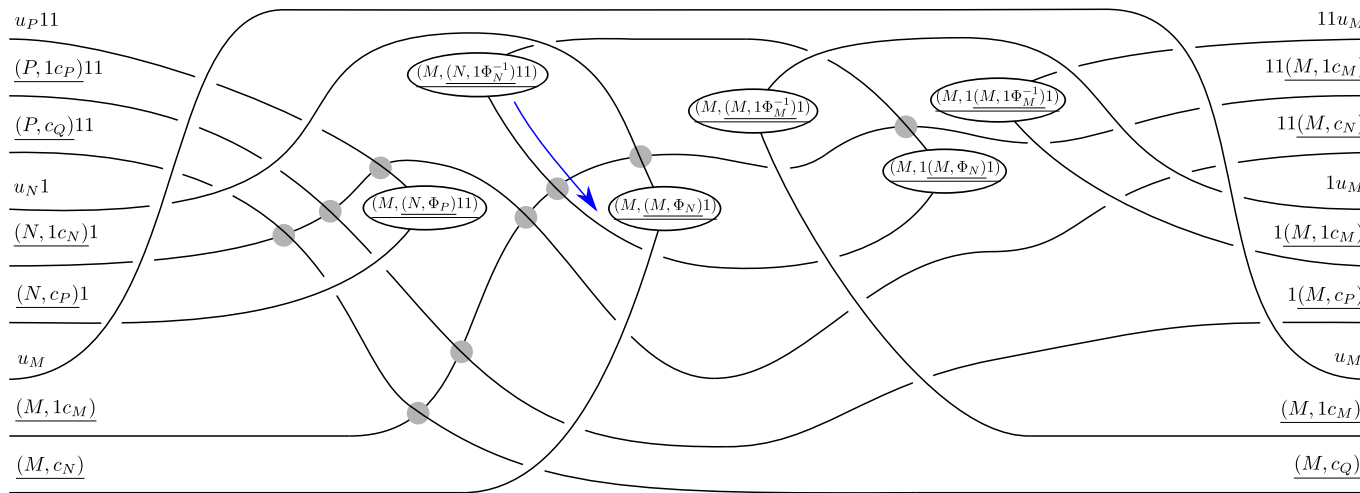 u_P11
(P, 1c_P)11
(P, c_Q)11
u_N1
(N, 1c_N)1
(N, c_P)1
u_M
(M, 1c_M)
(M, c_N)
(M, (N, 1Φ_N^{-1})11)
(M, (N, Φ_P)11)
(M, (M, Φ_N)1)
(M, (M, 1Φ_M^{-1})1)
(M, 1(M, 1Φ_M^{-1})1)
(M, 1(M, Φ_N)1)
11u_M
11(M, 1c_M)
11(M, c_N)
1u_M
1(M, 1c_M)
1(M, c_P)
u_M
(M, 1c_M)
(M, c_Q)